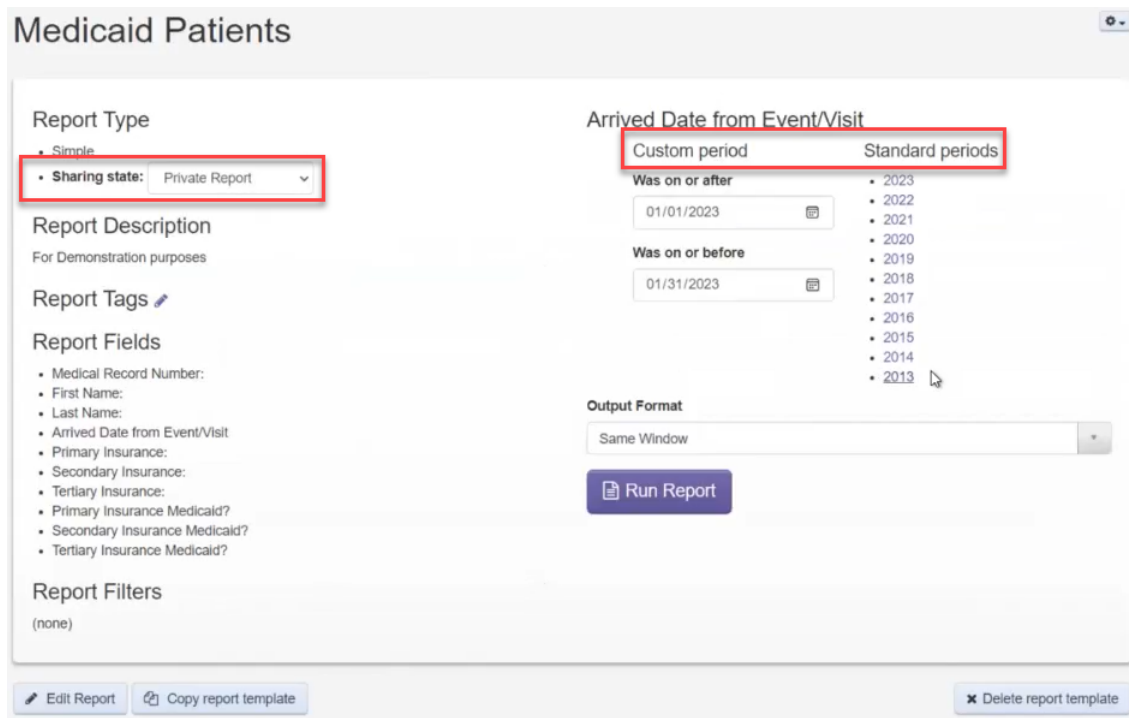 Medicaid Patients
Report Type
• Simple
• Sharing state: Private Report
Report Description
For Demonstration purposes
Report Tags
Report Fields
• Medical Record Number:
• First Name:
• Last Name:
• Arrived Date from Event/Visit
• Primary Insurance:
• Secondary Insurance:
• Tertiary Insurance:
• Primary Insurance Medicaid?
• Secondary Insurance Medicaid?
• Tertiary Insurance Medicaid?
Report Filters
(none)
Arrived Date from Event/Visit
Custom period
Was on or after
01/01/2023
Was on or before
01/31/2023
Standard periods
• 2023
• 2022
• 2021
• 2020
• 2019
• 2018
• 2017
• 2016
• 2015
• 2014
• 2013
Output Format
Same Window
Run Report
Edit Report
Copy report template
Delete report template